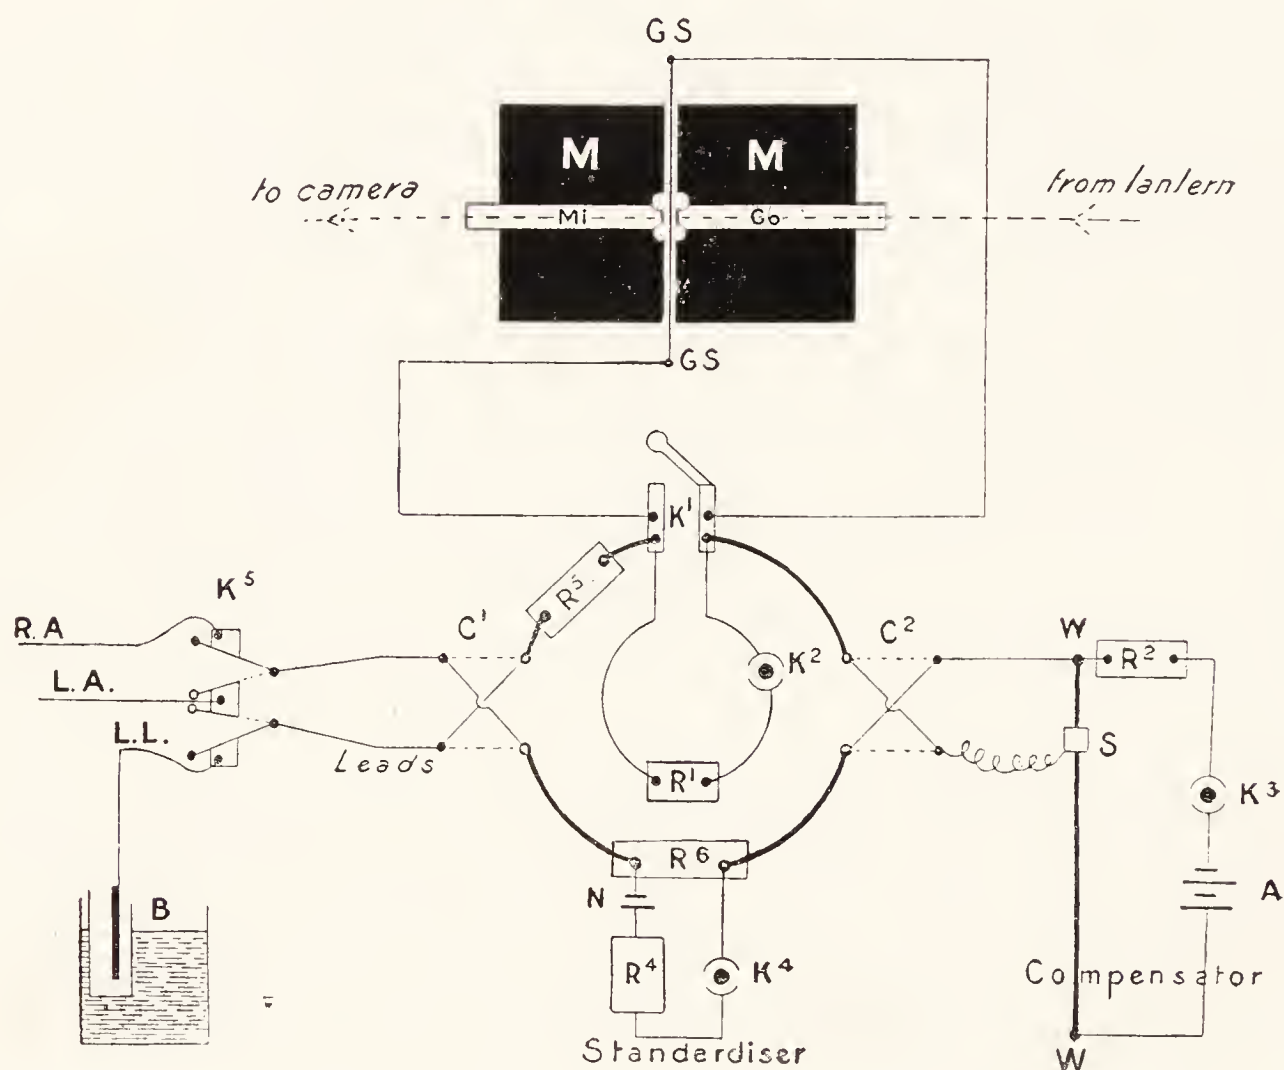 GS
M M
to camera
from lantern
Mi
Go
GS
K¹
K⁵
R³
R.A
C¹
C²
W
K²
R²
L.A.
L.L.
S
Leads
R¹
K³
R⁶
B
N
A
R⁴
K⁴
Compensator
Standerdiser
W